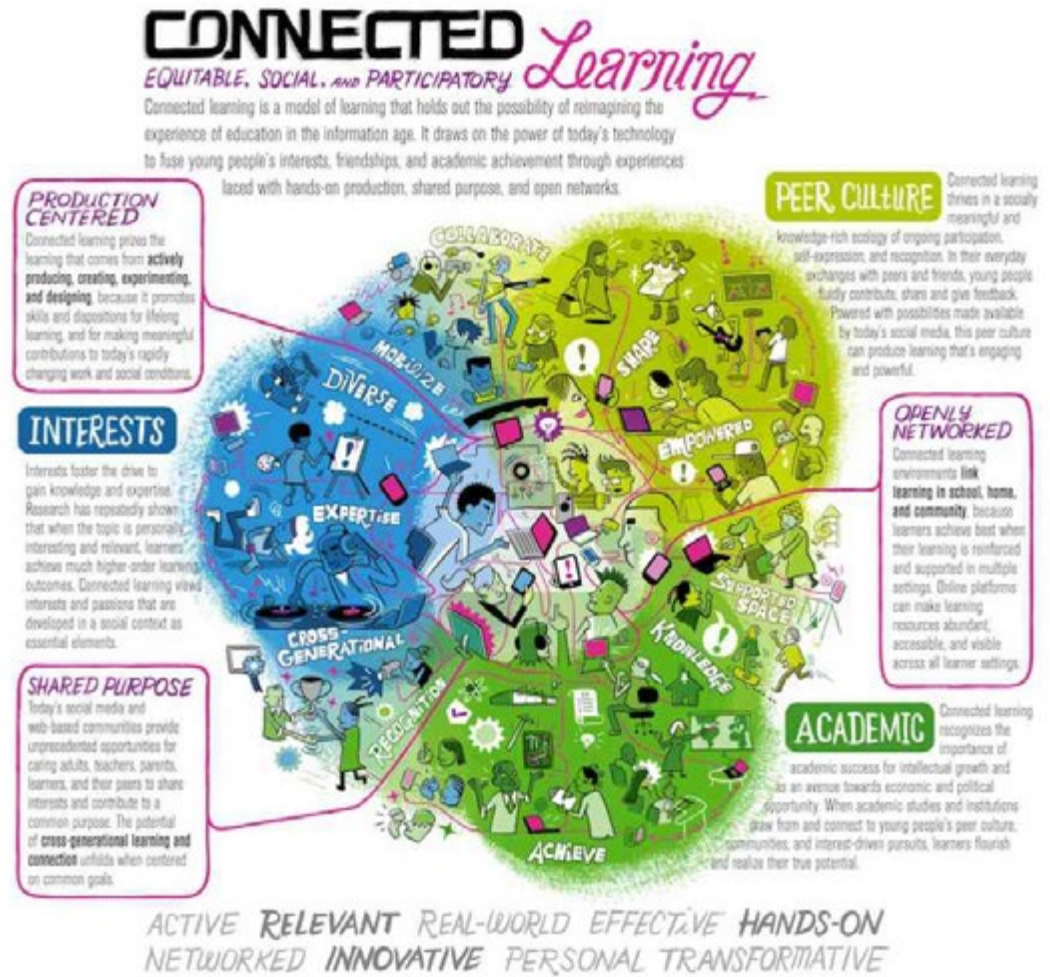 CONNECTED Learning
EQUITABLE, SOCIAL, AND PARTICIPATORY
Connected learning is a model of learning that holds out the possibility of reimagining the
experience of education in the information age. It draws on the power of today's technology
to fuse young people's interests, friendships, and academic achievement through experiences
laced with hands-on production, shared purpose, and open networks.
PRODUCTION
CENTERED
Connected learning prizes the
learning that comes from actively
producing, creating, experimenting,
and designing, because it promotes
skills and dispositions for lifelong
learning, and for making meaningful
contributions to today's rapidly
changing work and social conditions.
INTERESTS
Interests foster the drive to
gain knowledge and expertise.
Research has repeatedly shown
that when the topic is personally
interesting and relevant, learners
achieve much higher-order learning
outcomes. Connected learning views
interests and passions that are
developed in a social context as
essential elements.
SHARED PURPOSE
Today's social media and
web-based communities provide
unprecedented opportunities for
caring adults, teachers, parents,
learners, and their peers to share
interests and contribute to a
common purpose. The potential
of cross-generational learning and
connection unfolds when centered
on common goals.
COLLABORATE
MOBILIZE
DIVERSE
EXPERTISE
CROSS-
GENERATIONAL
RECOGNITION
ACHIEVE
KNOWLEDGE
SUPPORTED
SPACE
EMPOWERED
SHARE
PEER CULTURE
Connected learning
thrives in a socially
meaningful and
knowledge-rich ecology of ongoing participation,
self-expression, and recognition. In their everyday
exchanges with peers and friends, young people
fluidly contribute, share and give feedback.
Powered with possibilities made available
by today's social media, this peer culture
can produce learning that's engaging
and powerful.
OPENLY
NETWORKED
Connected learning
environments link
learning in school, home,
and community, because
learners achieve best when
their learning is reinforced
and supported in multiple
settings. Online platforms
can make learning
resources abundant,
accessible, and visible
across all learner settings.
ACADEMIC
Connected learning
recognizes the
importance of
academic success for intellectual growth and
as an avenue towards economic and political
opportunity. When academic studies and institutions
draw from and connect to young people's peer culture,
communities, and interest-driven pursuits, learners flourish
and realize their true potential.
ACTIVE RELEVANT REAL-WORLD EFFECTIVE HANDS-ON
NETWORKED INNOVATIVE PERSONAL TRANSFORMATIVE